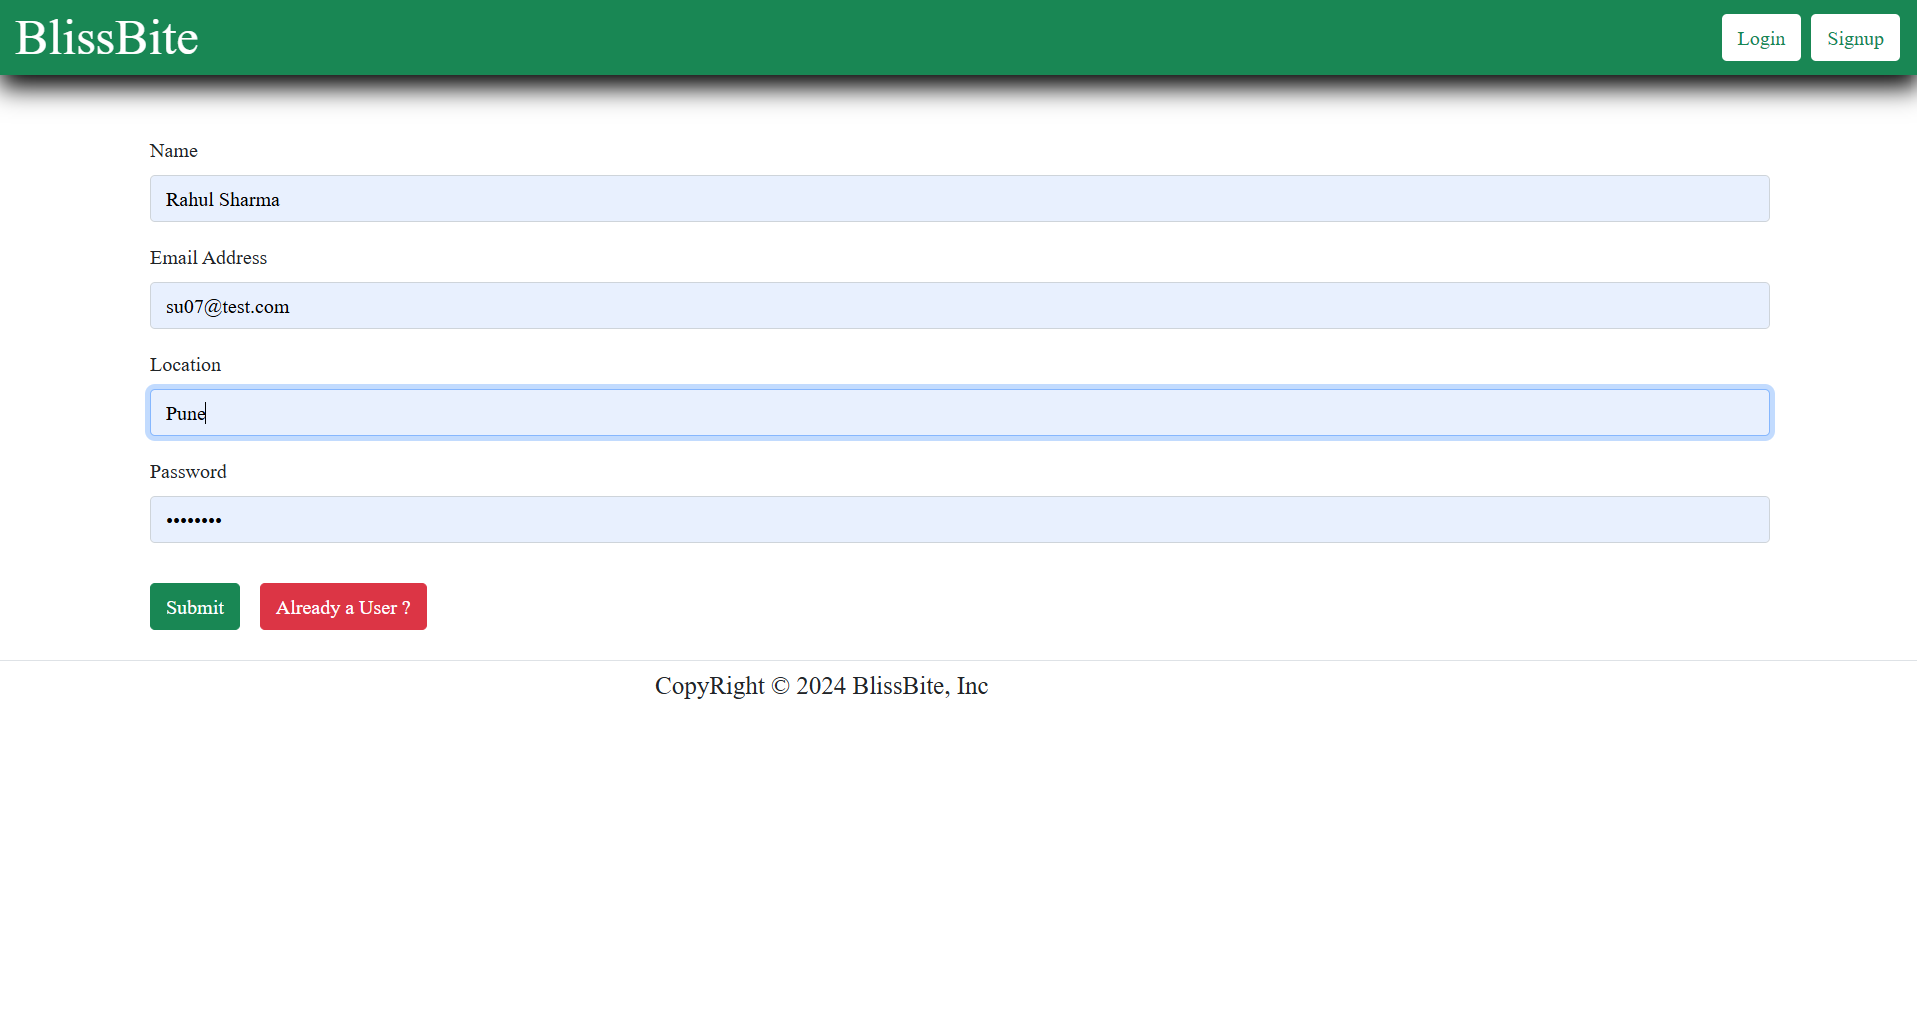 BlissBite
Login Signup
Name
Rahul Sharma
Email Address
su07@test.com
Location
Pune
Password
••••••••
Submit Already a User ?
CopyRight © 2024 BlissBite, Inc